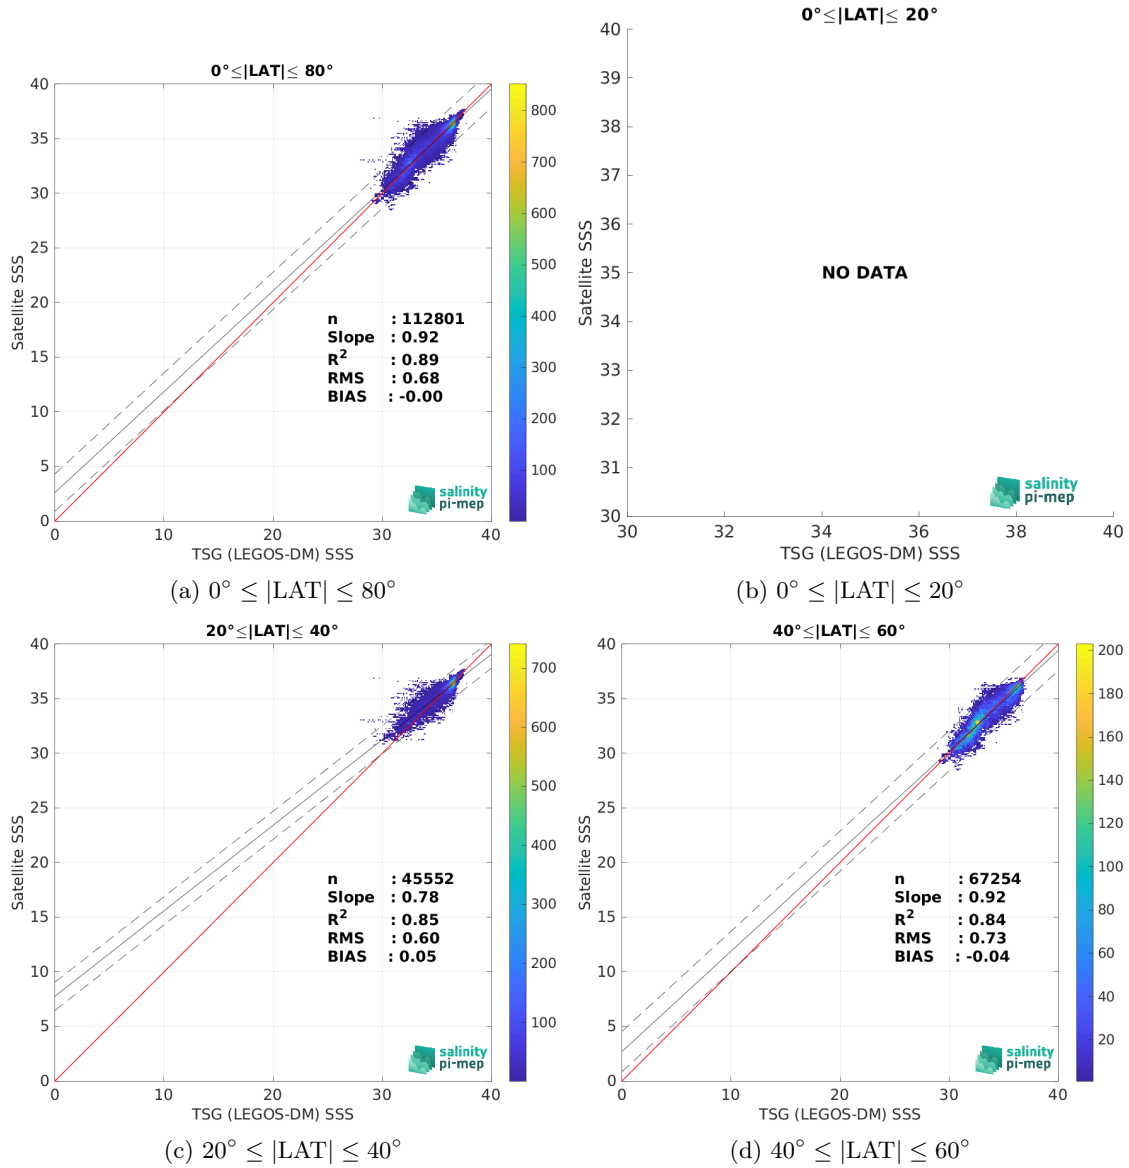 0°≤|LAT|≤ 80°
40
35
30
25
20
15
10
5
0
Satellite SSS
n : 112801
Slope : 0.92
R² : 0.89
RMS : 0.68
BIAS : -0.00
salinity
pi-mep
0 10 20 30 40
TSG (LEGOS-DM) SSS
800
700
600
500
400
300
200
100
(a) 0° ≤ |LAT| ≤ 80°
0°≤|LAT|≤ 20°
40
39
38
37
36
35
34
33
32
31
30
Satellite SSS
NO DATA
salinity
pi-mep
30 32 34 36 38 40
TSG (LEGOS-DM) SSS
(b) 0° ≤ |LAT| ≤ 20°
20°≤|LAT|≤ 40°
40
35
30
25
20
15
10
5
0
Satellite SSS
n : 45552
Slope : 0.78
R² : 0.85
RMS : 0.60
BIAS : 0.05
salinity
pi-mep
0 10 20 30 40
TSG (LEGOS-DM) SSS
700
600
500
400
300
200
100
(c) 20° ≤ |LAT| ≤ 40°
40°≤|LAT|≤ 60°
40
35
30
25
20
15
10
5
0
Satellite SSS
n : 67254
Slope : 0.92
R² : 0.84
RMS : 0.73
BIAS : -0.04
salinity
pi-mep
0 10 20 30 40
TSG (LEGOS-DM) SSS
200
180
160
140
120
100
80
60
40
20
(d) 40° ≤ |LAT| ≤ 60°